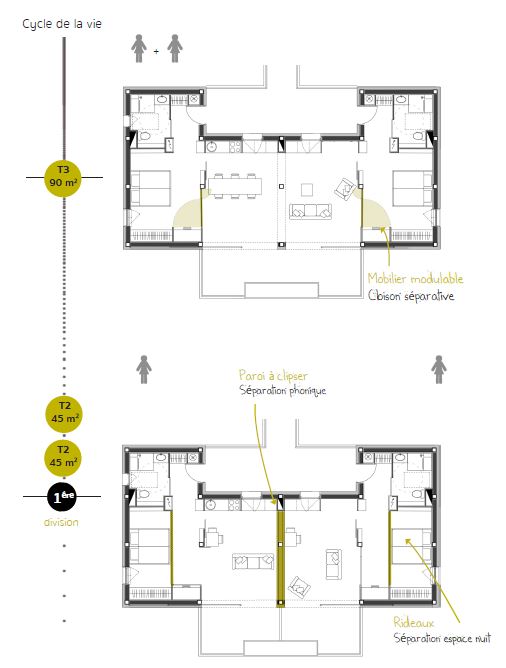 Cycle de la vie
+
T3
90 m²
Mobilier modulable
Cloison séparative
Paroi à clipser
Séparation phonique
T2
45 m²
T2
45 m²
1ère
division
Rideaux
Séparation espace nuit